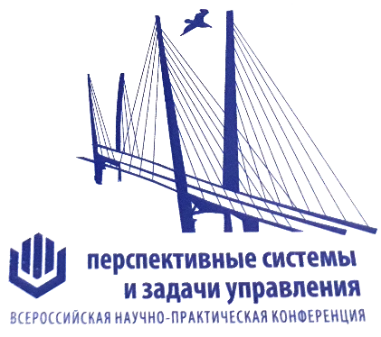 перспективные системы
и задачи управления
ВСЕРОССИЙСКАЯ НАУЧНО-ПРАКТИЧЕСКАЯ КОНФЕРЕНЦИЯ